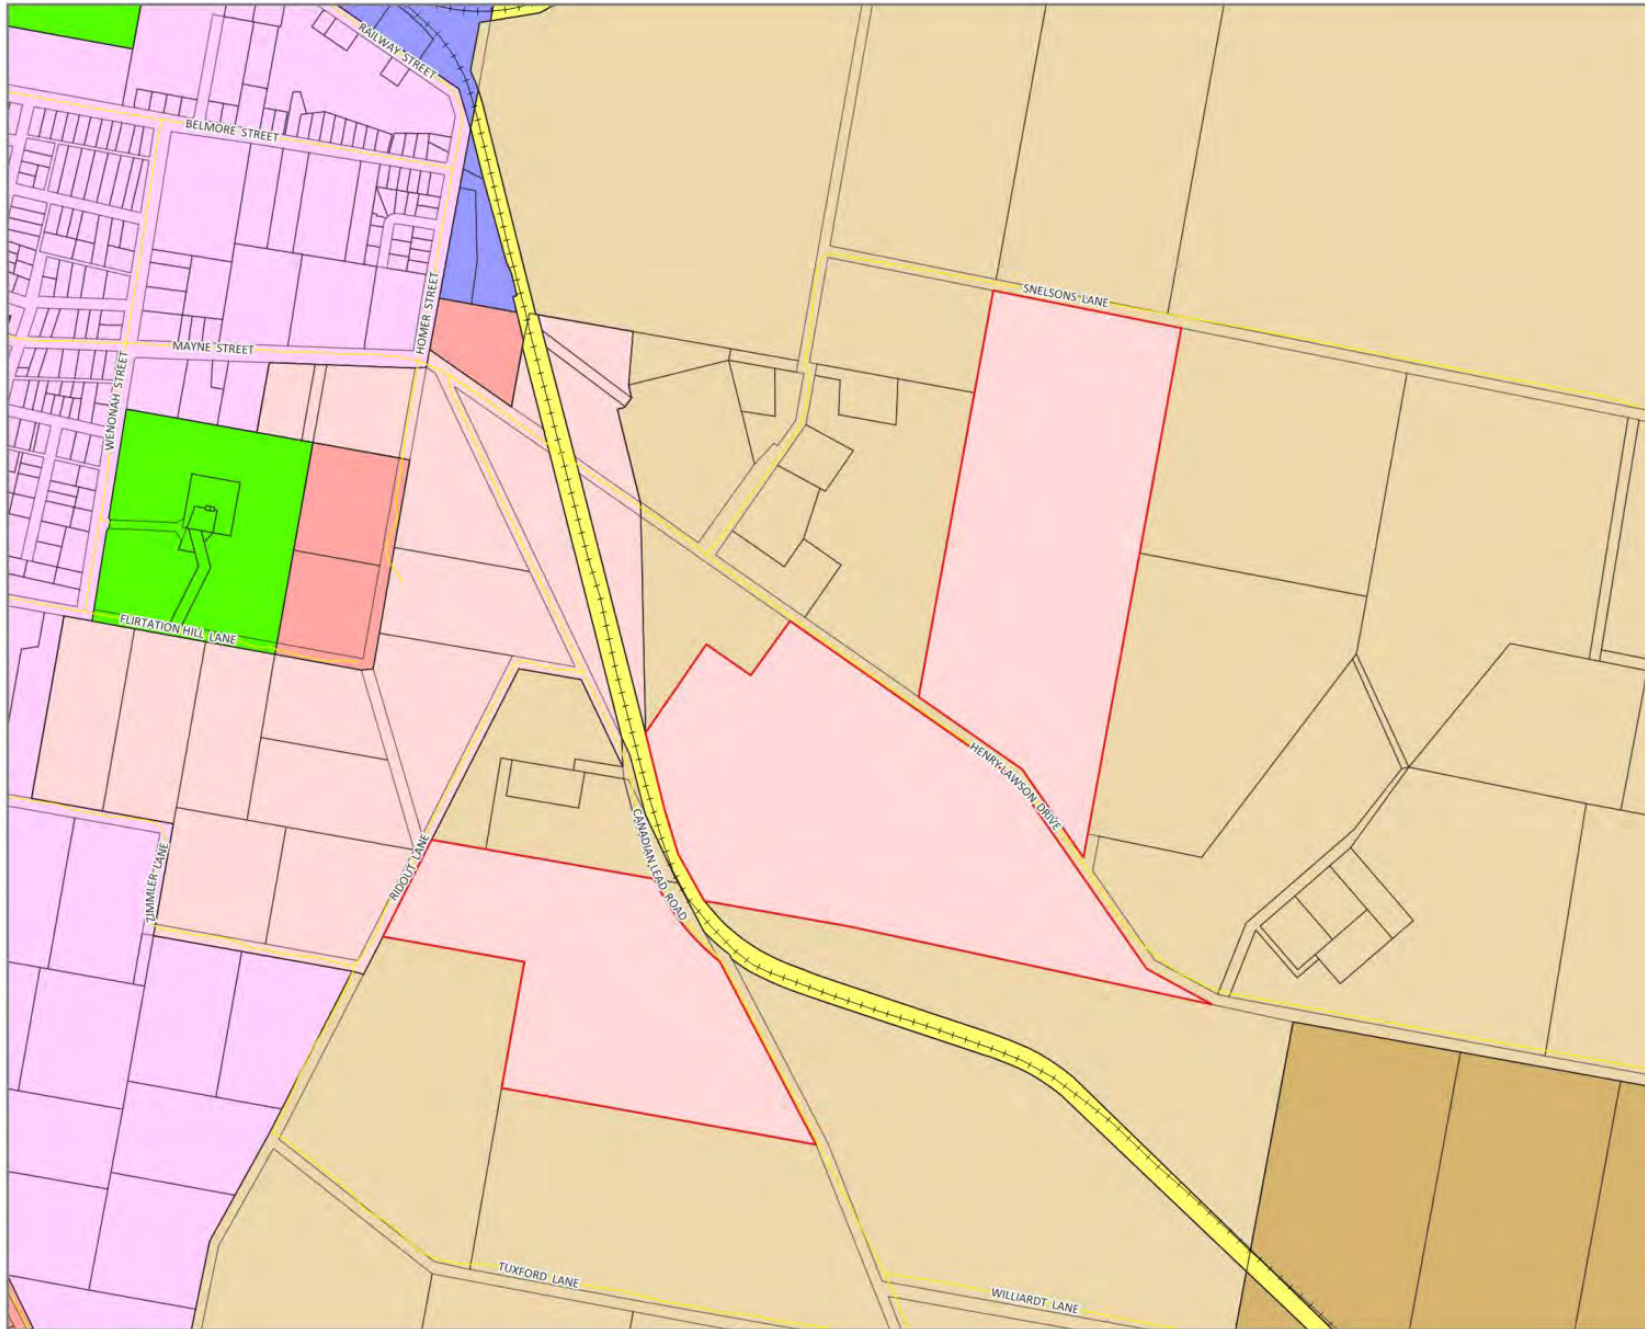 RAILWAY STREET
BELMORE STREET
SNELSONS LANE
HOMER STREET
MAYNE STREET
WENONAH STREET
FLIRTATION HILL LANE
HENRY LAWSON DRIVE
CANADIAN LEAD ROAD
RIDOUT LANE
ZIMMLER LANE
TUXFORD LANE
WILLIARDT LANE